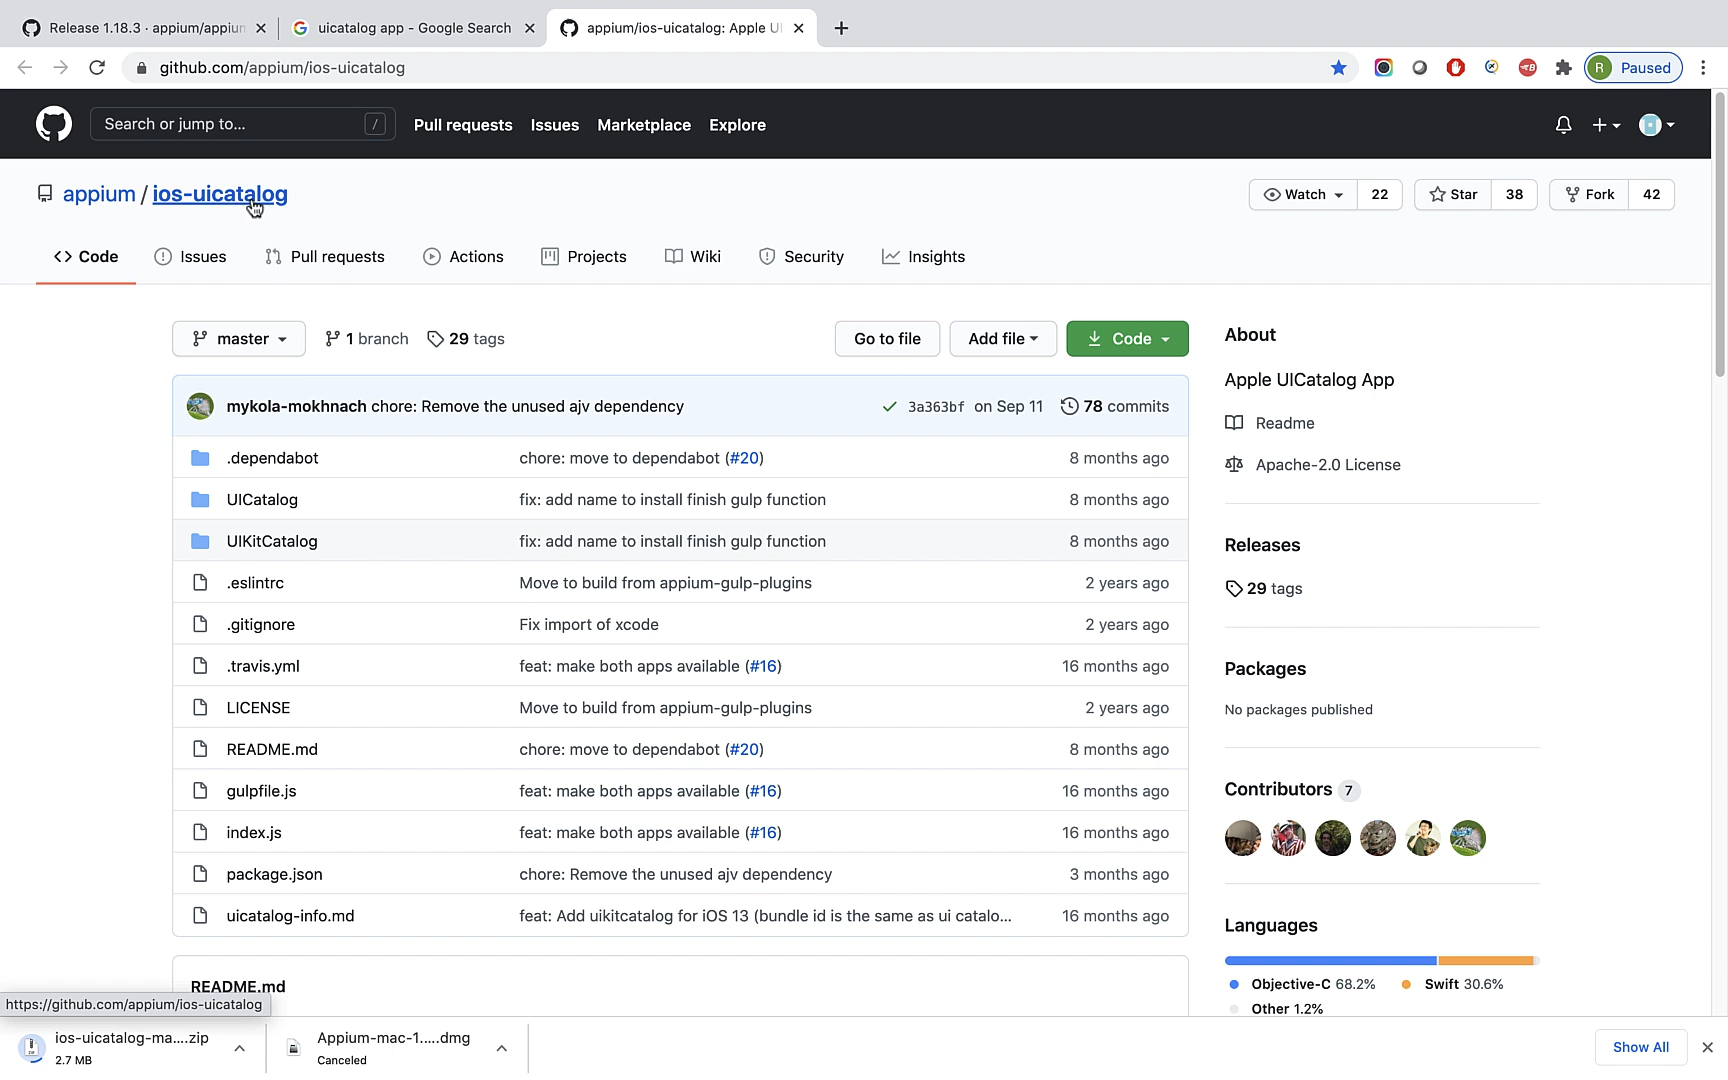 Release 1.18.3 · appium/appium
uicatalog app - Google Search
appium/ios-uicatalog: Apple UI
github.com/appium/ios-uicatalog
R Paused
Search or jump to... /
Pull requests Issues Marketplace Explore
appium / ios-uicatalog
Watch 22 Star 38 Fork 42
Code Issues Pull requests Actions Projects Wiki Security Insights
master 1 branch 29 tags Go to file Add file Code
mykola-mokhnach chore: Remove the unused ajv dependency 3a363bf on Sep 11 78 commits
.dependabot chore: move to dependabot (#20) 8 months ago
UICatalog fix: add name to install finish gulp function 8 months ago
UIKitCatalog fix: add name to install finish gulp function 8 months ago
.eslintrc Move to build from appium-gulp-plugins 2 years ago
.gitignore Fix import of xcode 2 years ago
.travis.yml feat: make both apps available (#16) 16 months ago
LICENSE Move to build from appium-gulp-plugins 2 years ago
README.md chore: move to dependabot (#20) 8 months ago
gulpfile.js feat: make both apps available (#16) 16 months ago
index.js feat: make both apps available (#16) 16 months ago
package.json chore: Remove the unused ajv dependency 3 months ago
uicatalog-info.md feat: Add uikitcatalog for iOS 13 (bundle id is the same as ui catalo... 16 months ago
README.md
About
Apple UICatalog App
Readme
Apache-2.0 License
Releases
29 tags
Packages
No packages published
Contributors 7
Languages
Objective-C 68.2% Swift 30.6%
Other 1.2%
https://github.com/appium/ios-uicatalog
ios-uicatalog-ma....zip
2.7 MB
Appium-mac-1.....dmg
Canceled
Show All